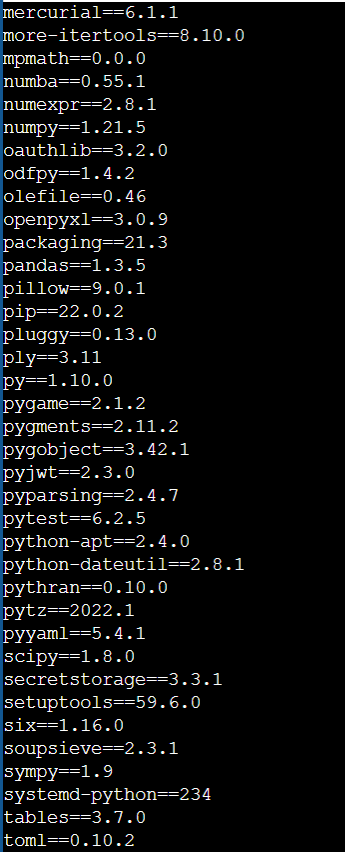 mercurial==6.1.1
more-itertools==8.10.0
mpmath==0.0.0
numba==0.55.1
numexpr==2.8.1
numpy==1.21.5
oauthlib==3.2.0
odfpy==1.4.2
olefile==0.46
openpyxl==3.0.9
packaging==21.3
pandas==1.3.5
pillow==9.0.1
pip==22.0.2
pluggy==0.13.0
ply==3.11
py==1.10.0
pygame==2.1.2
pygments==2.11.2
pygobject==3.42.1
pyjwt==2.3.0
pyparsing==2.4.7
pytest==6.2.5
python-apt==2.4.0
python-dateutil==2.8.1
pythran==0.10.0
pytz==2022.1
pyyaml==5.4.1
scipy==1.8.0
secretstorage==3.3.1
setuptools==59.6.0
six==1.16.0
soupsieve==2.3.1
sympy==1.9
systemd-python==234
tables==3.7.0
toml==0.10.2